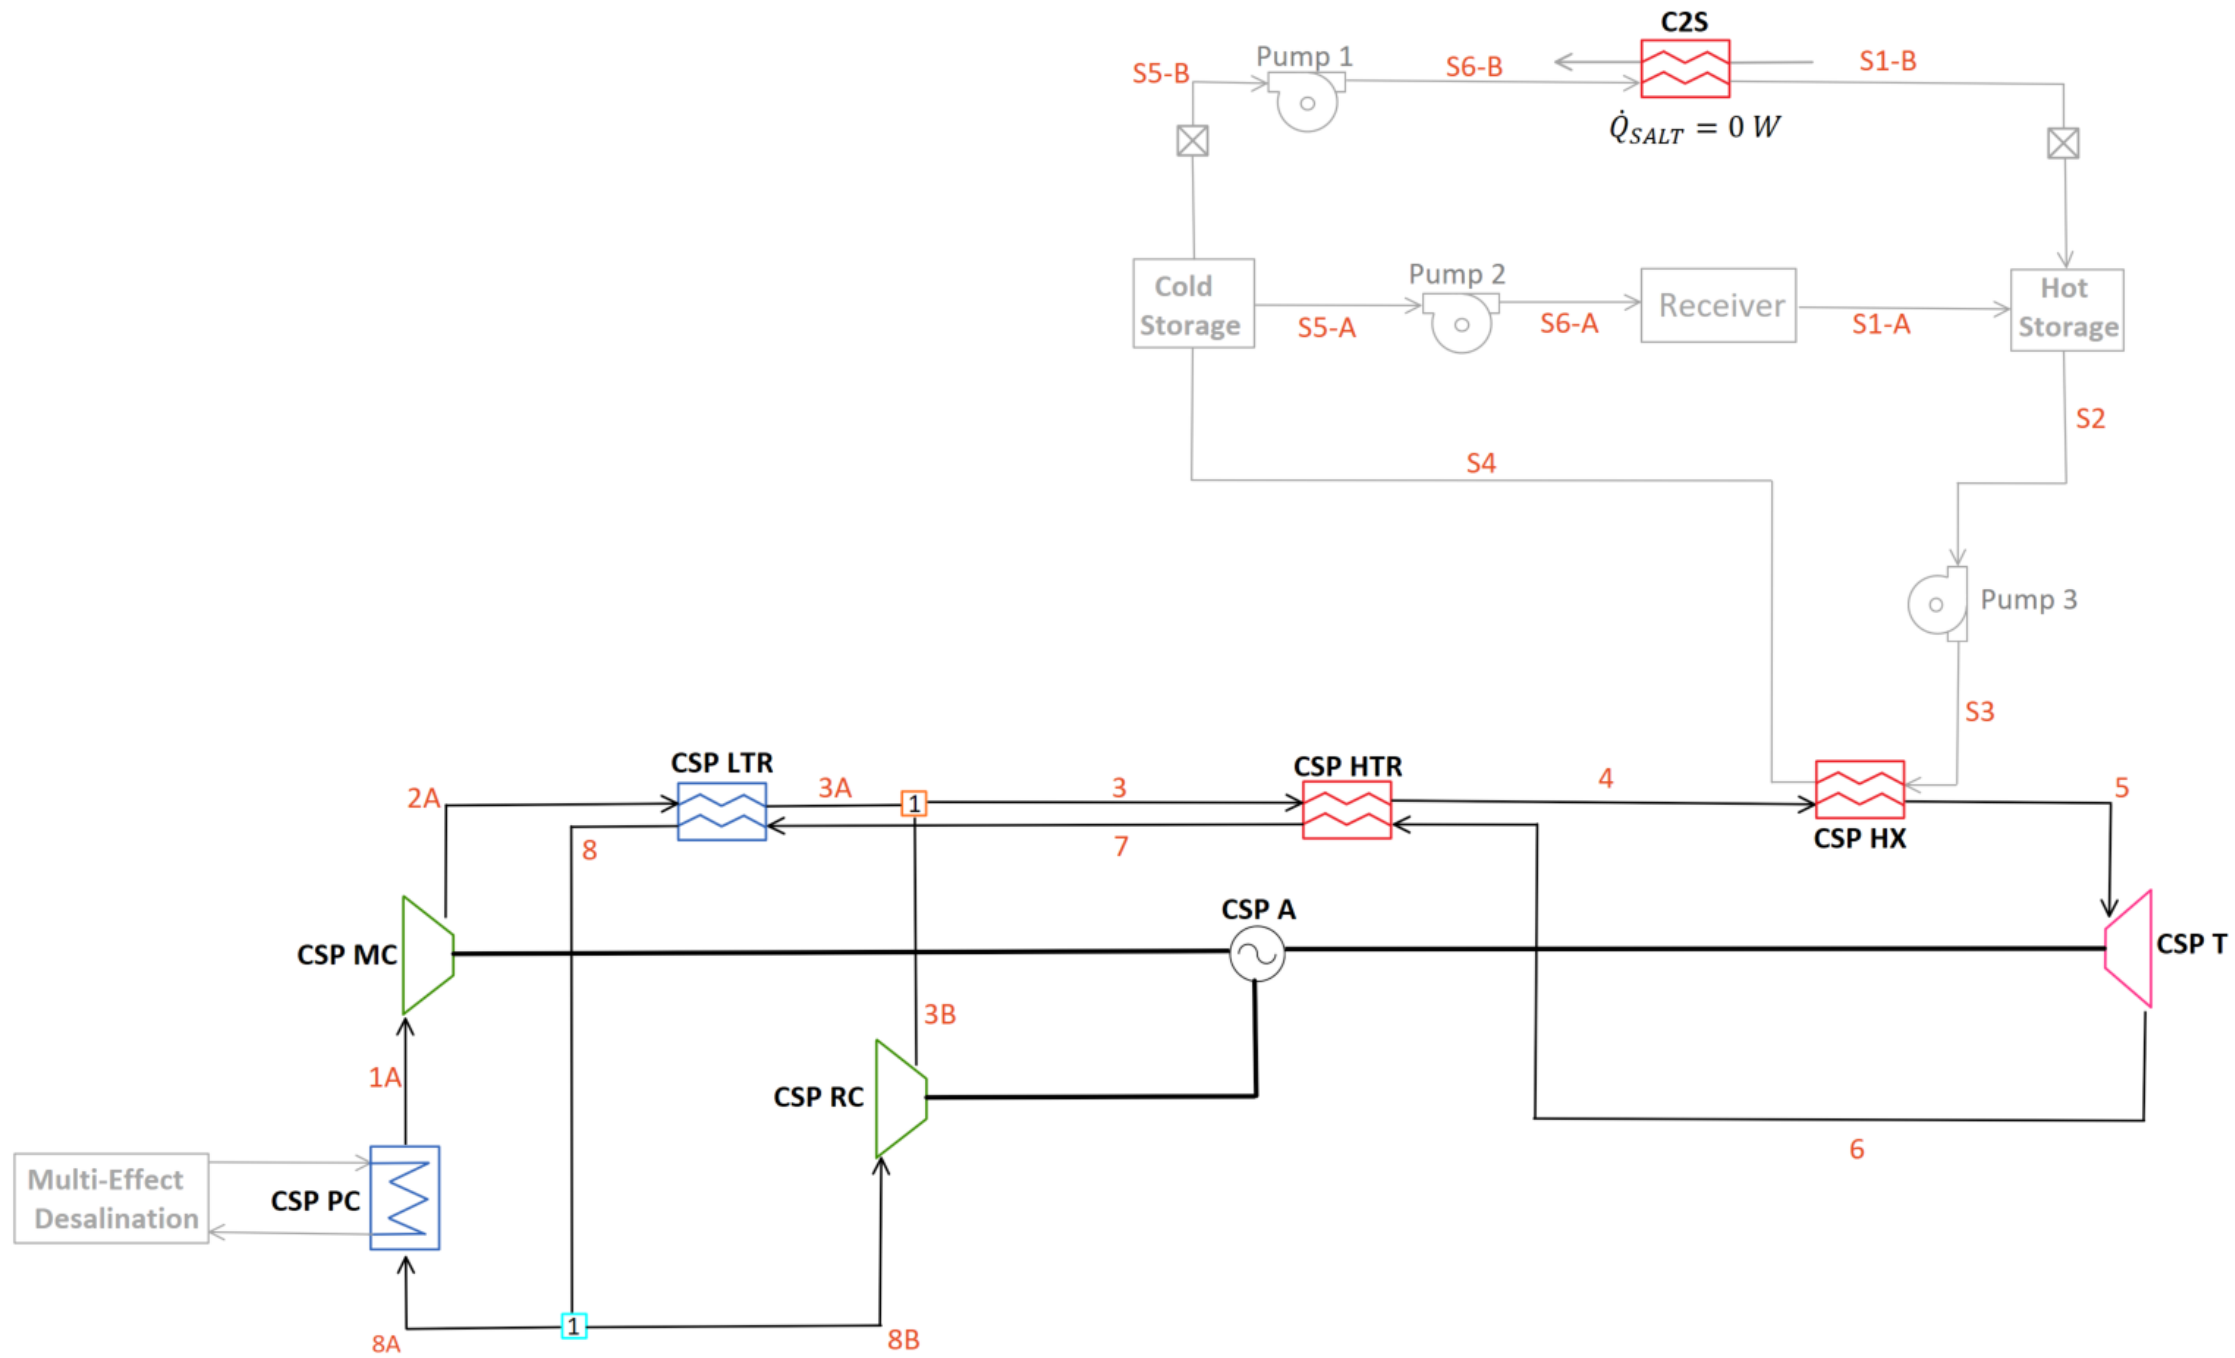 C2S
Pump 1
S5-B
S6-B
S1-B
Q̇_SALT = 0 W
Cold
Storage
Pump 2
Receiver
Hot
Storage
S5-A
S6-A
S1-A
S2
S4
Pump 3
S3
CSP LTR
CSP HTR
2A
3A
1
3
4
5
CSP HX
8
7
CSP A
CSP MC
CSP T
3B
1A
CSP RC
6
Multi-Effect
Desalination
CSP PC
1
8A
8B